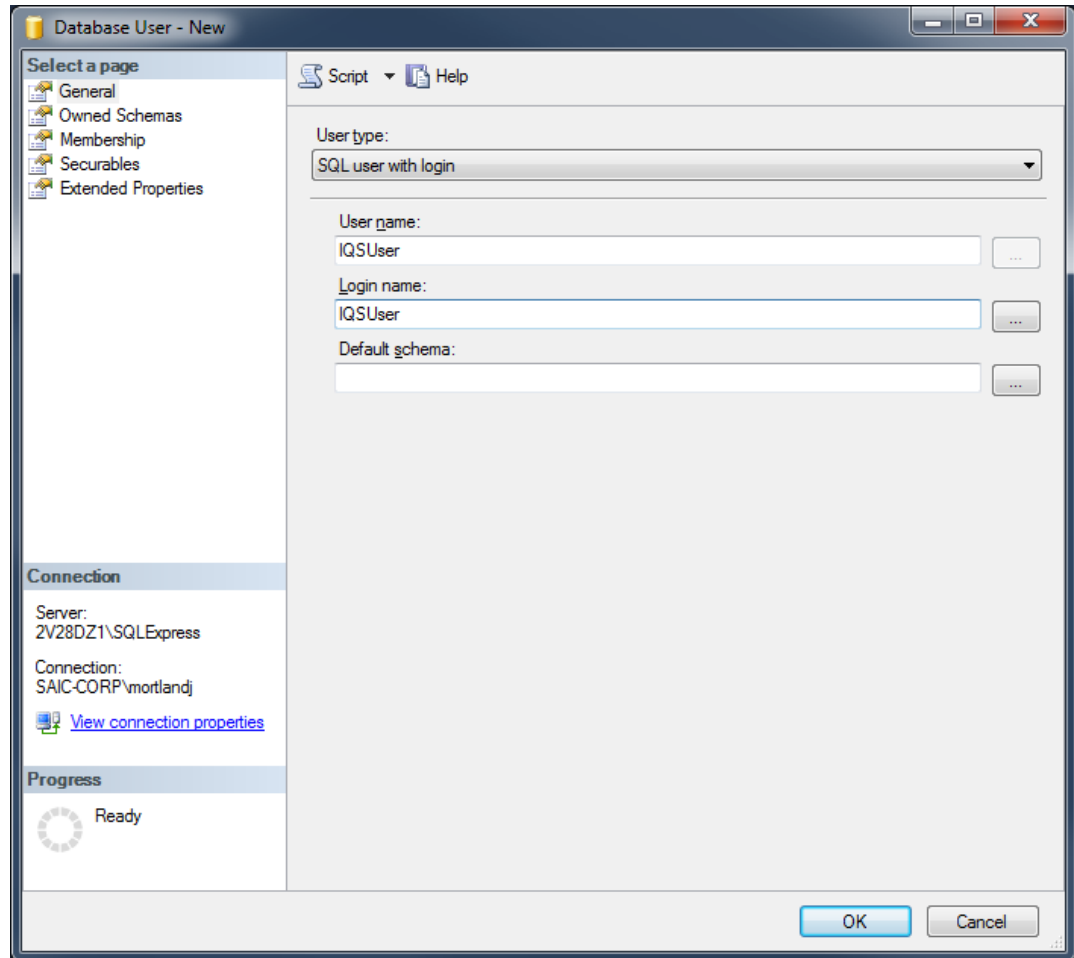 Database User - New
Select a page
General
Owned Schemas
Membership
Securables
Extended Properties
Script
Help
User type:
SQL user with login
User name:
IQSUser
...
Login name:
IQSUser
...
Default schema:
...
Connection
Server:
2V28DZ1\SQLExpress
Connection:
SAIC-CORP\mortlandj
View connection properties
Progress
Ready
OK
Cancel